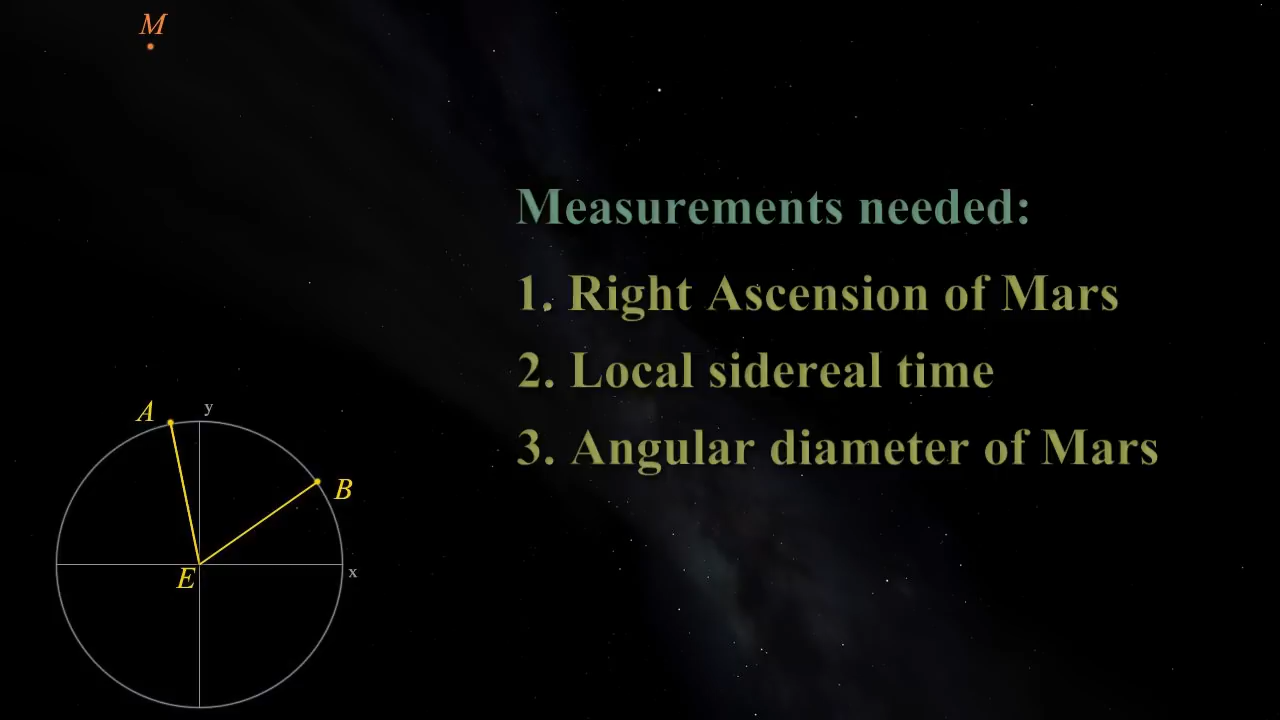 M
Measurements needed:
1. Right Ascension of Mars
2. Local sidereal time
3. Angular diameter of Mars
A
y
B
E
x